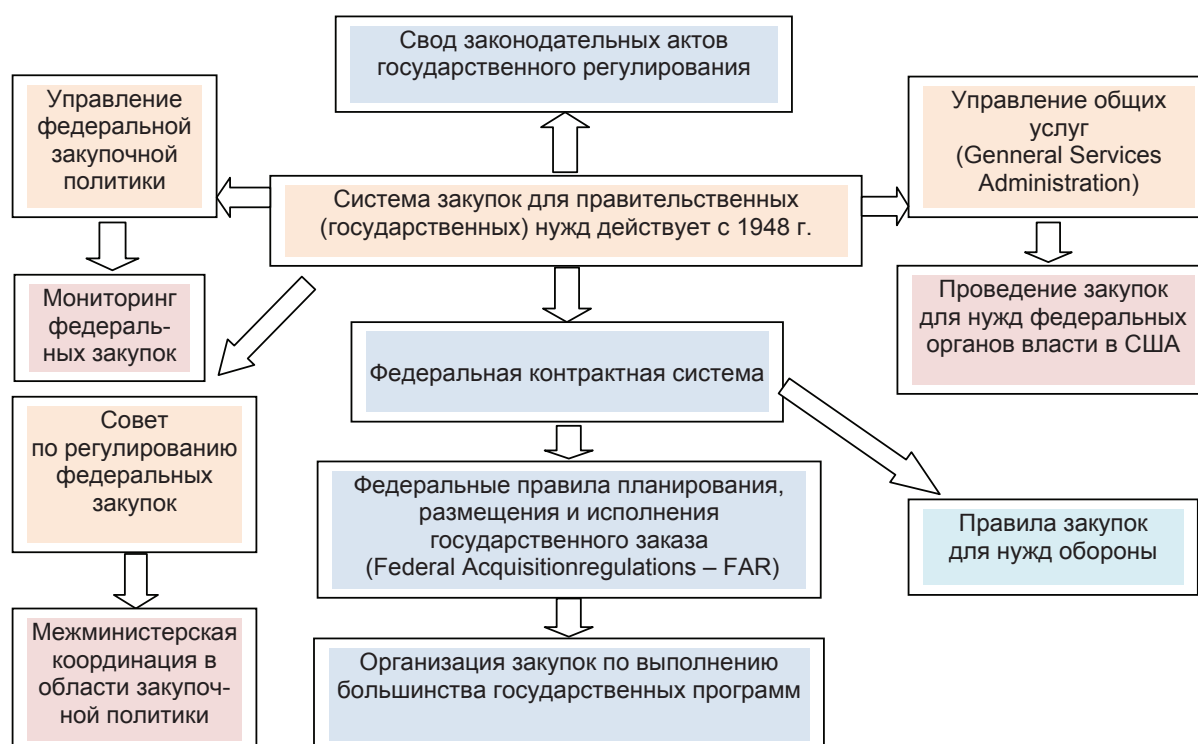 Свод законодательных актов
государственного регулирования
Управление
федеральной
закупочной
политики
Управление общих
услуг
(Genneral Services
Administration)
Система закупок для правительственных
(государственных) нужд действует с 1948 г.
Мониторинг
федераль-
ных закупок
Проведение закупок
для нужд федеральных
органов власти в США
Федеральная контрактная система
Совет
по регулированию
федеральных
закупок
Федеральные правила планирования,
размещения и исполнения
государственного заказа
(Federal Acquisitionregulations – FAR)
Правила закупок
для нужд обороны
Межминистерская
координация в
области закупоч-
ной политики
Организация закупок по выполнению
большинства государственных программ